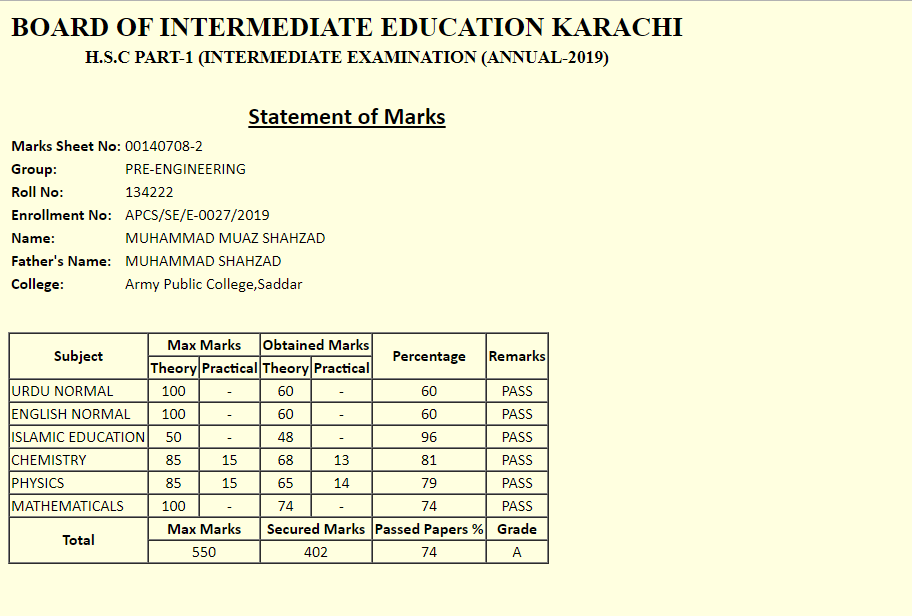 BOARD OF INTERMEDIATE EDUCATION KARACHI
H.S.C PART-1 (INTERMEDIATE EXAMINATION (ANNUAL-2019)
Statement of Marks
Marks Sheet No: 00140708-2
Group: PRE-ENGINEERING
Roll No: 134222
Enrollment No: APCS/SE/E-0027/2019
Name: MUHAMMAD MUAZ SHAHZAD
Father's Name: MUHAMMAD SHAHZAD
College: Army Public College,Saddar
Subject Max Marks Obtained Marks Percentage Remarks
Theory Practical Theory Practical
URDU NORMAL 100 - 60 - 60 PASS
ENGLISH NORMAL 100 - 60 - 60 PASS
ISLAMIC EDUCATION 50 - 48 - 96 PASS
CHEMISTRY 85 15 68 13 81 PASS
PHYSICS 85 15 65 14 79 PASS
MATHEMATICALS 100 - 74 - 74 PASS
Total Max Marks Secured Marks Passed Papers % Grade
550 402 74 A